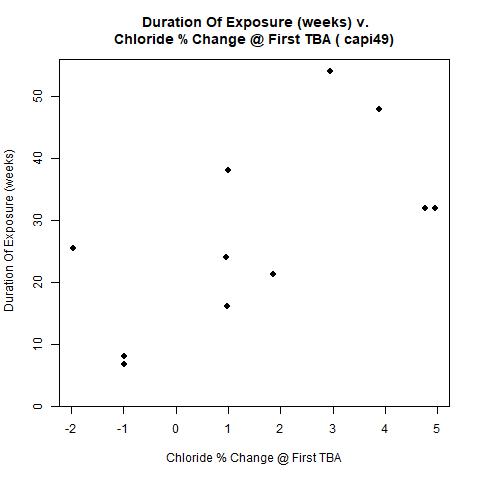 Duration Of Exposure (weeks) v.
Chloride % Change @ First TBA ( capi49)
Duration Of Exposure (weeks)
50
40
30
20
10
0
-2 -1 0 1 2 3 4 5
Chloride % Change @ First TBA